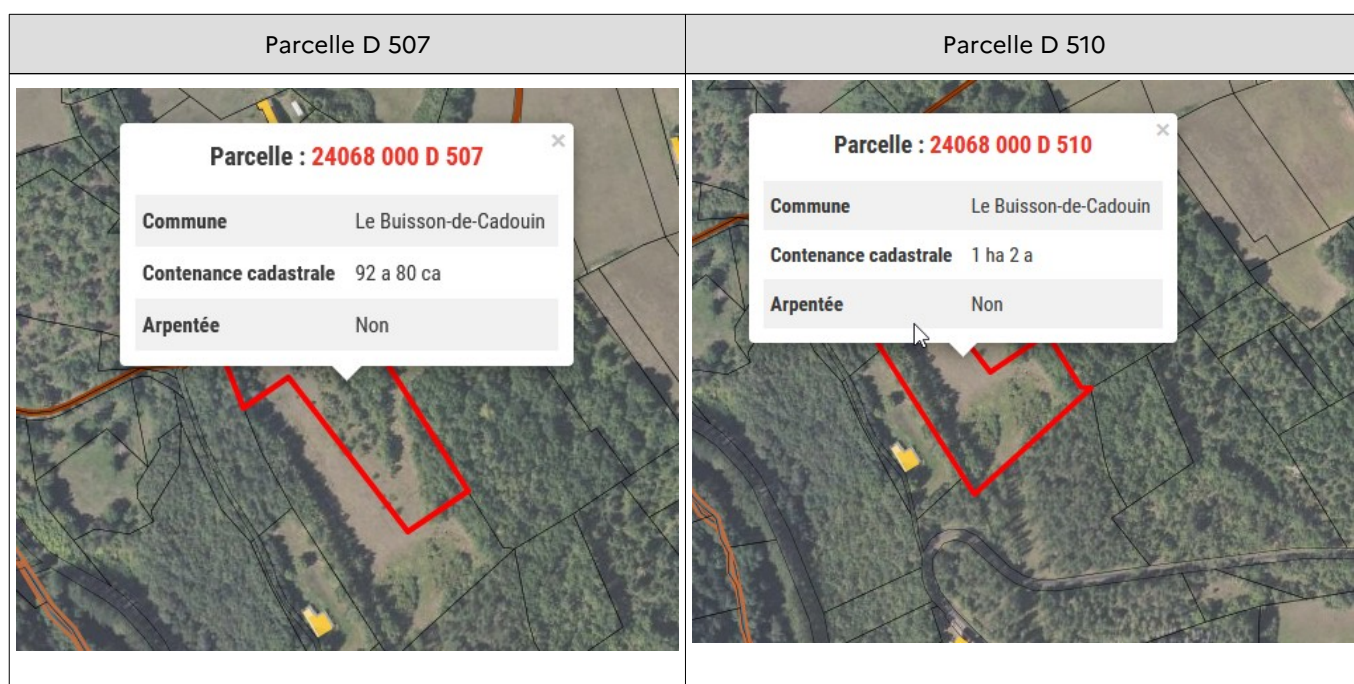 Parcelle D 507
Parcelle D 510
Parcelle : 24068 000 D 507
×
Commune Le Buisson-de-Cadouin
Contenance cadastrale 92 a 80 ca
Arpentée Non
Parcelle : 24068 000 D 510
×
Commune Le Buisson-de-Cadouin
Contenance cadastrale 1 ha 2 a
Arpentée Non